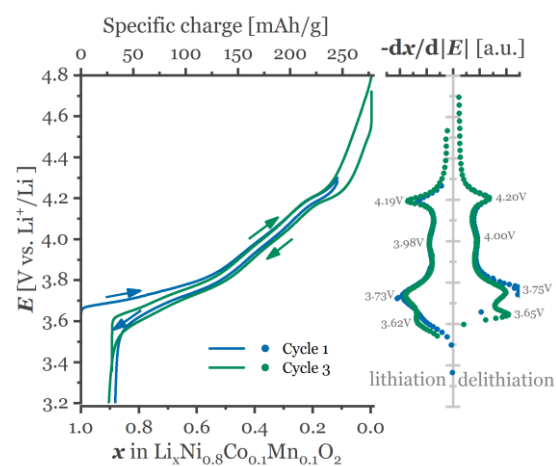 Specific charge [mAh/g]
0 50 100 150 200 250
-dx/d|E| [a.u.]
4.8
4.6
4.4
4.2
4.0
3.8
3.6
3.4
3.2
E [V vs. Li⁺/Li]
4.19V
4.20V
3.98V
4.00V
3.73V
3.75V
3.62V
3.65V
Cycle 1
Cycle 3
lithiation
delithiation
1.0 0.8 0.6 0.4 0.2 0.0
x in LiₓNi₀.₈Co₀.₁Mn₀.₁O₂